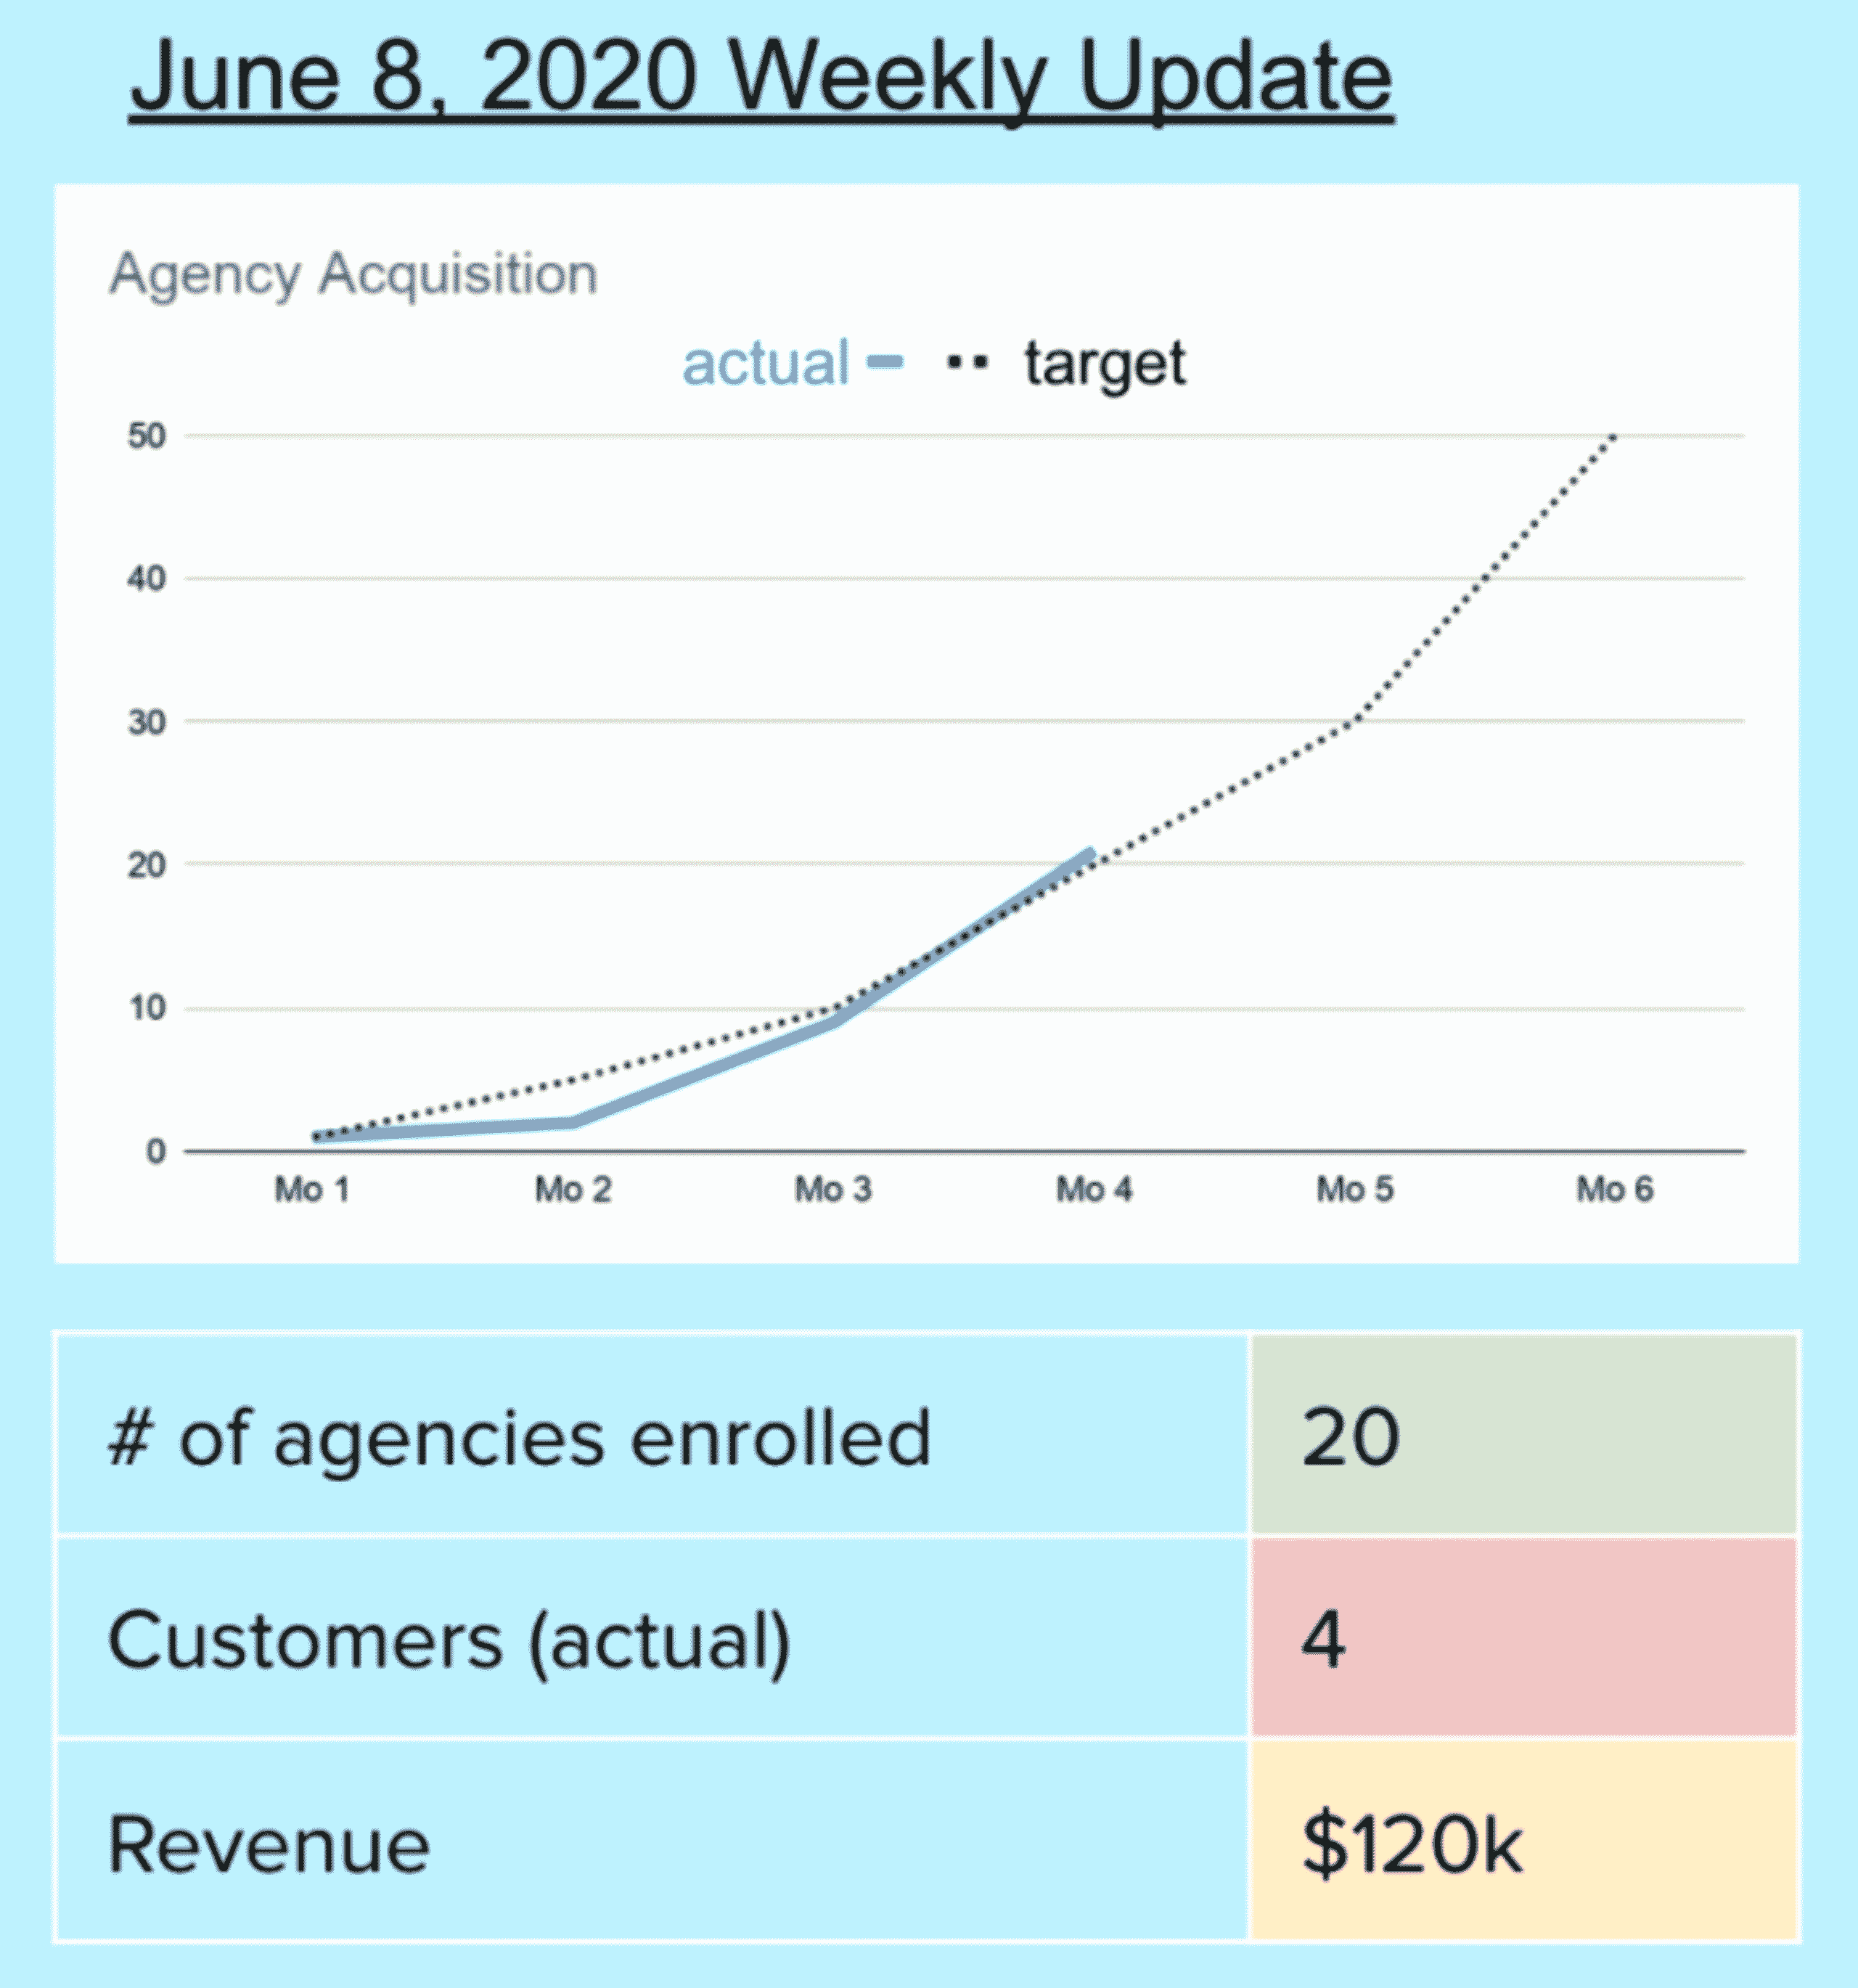 June 8, 2020 Weekly Update
Agency Acquisition
actual target
50
40
30
20
10
0
Mo 1 Mo 2 Mo 3 Mo 4 Mo 5 Mo 6
# of agencies enrolled 20
Customers (actual) 4
Revenue $120k